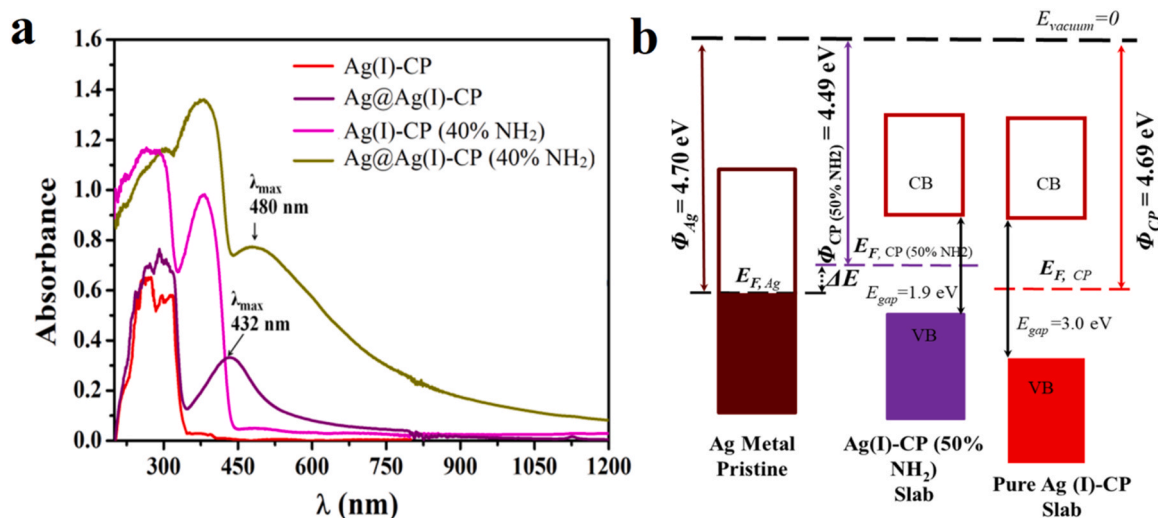 a
1.6
1.4
1.2
1.0
0.8
0.6
0.4
0.2
0.0
Absorbance
Ag(I)-CP
Ag@Ag(I)-CP
Ag(I)-CP (40% NH₂)
Ag@Ag(I)-CP (40% NH₂)
λmax
480 nm
λmax
432 nm
300 450 600 750 900 1050 1200
λ (nm)
b
Evacuum=0
ΦAg = 4.70 eV
ΦCP (50% NH2) = 4.49 eV
ΦCP = 4.69 eV
CB
CB
EF, CP (50% NH2)
EF, Ag
ΔE
EF, CP
Egap=1.9 eV
Egap=3.0 eV
VB
VB
Ag Metal
Pristine
Ag(I)-CP (50%
NH₂)
Slab
Pure Ag (I)-CP
Slab